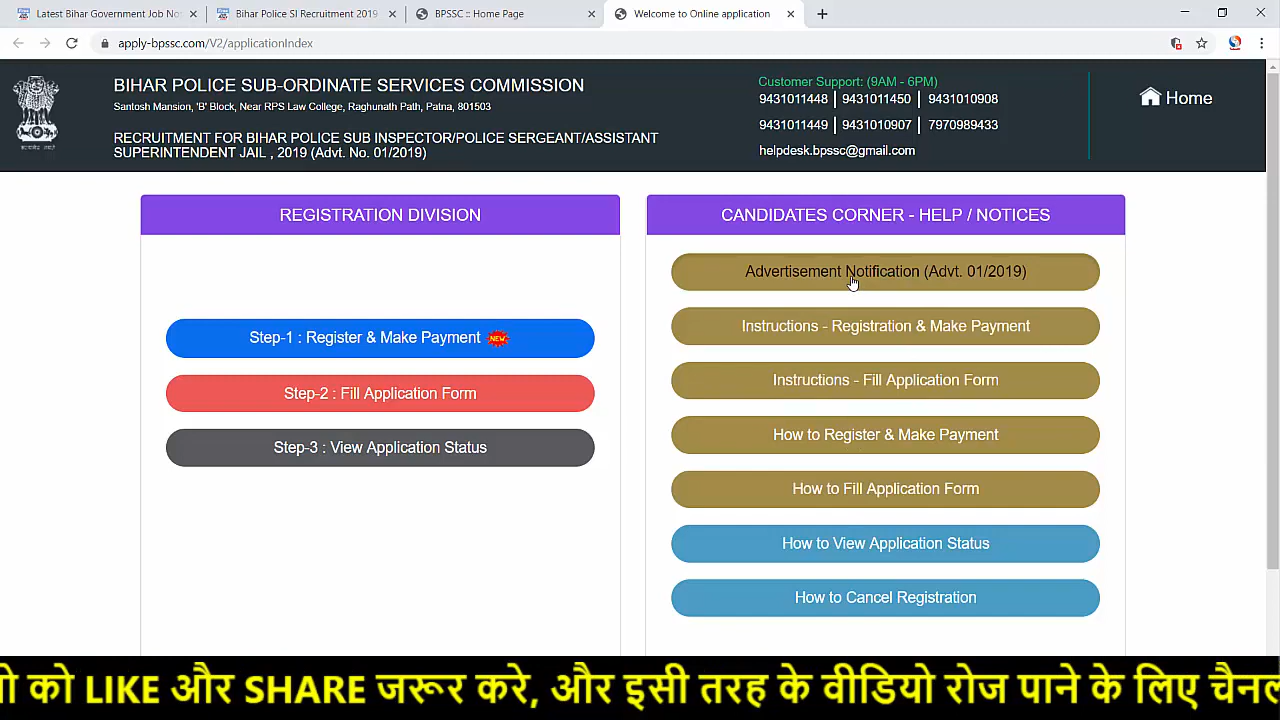 Latest Bihar Government Job No
Bihar Police SI Recruitment 2019
BPSSC :: Home Page
Welcome to Online application
apply-bpssc.com/V2/applicationIndex
BIHAR POLICE SUB-ORDINATE SERVICES COMMISSION
Santosh Mansion, 'B' Block, Near RPS Law College, Raghunath Path, Patna, 801503
RECRUITMENT FOR BIHAR POLICE SUB INSPECTOR/POLICE SERGEANT/ASSISTANT
SUPERINTENDENT JAIL , 2019 (Advt. No. 01/2019)
Customer Support: (9AM - 6PM)
9431011448 | 9431011450 | 9431010908
9431011449 | 9431010907 | 7970989433
helpdesk.bpssc@gmail.com
Home
REGISTRATION DIVISION
Step-1 : Register & Make Payment NEW
Step-2 : Fill Application Form
Step-3 : View Application Status
CANDIDATES CORNER - HELP / NOTICES
Advertisement Notification (Advt. 01/2019)
Instructions - Registration & Make Payment
Instructions - Fill Application Form
How to Register & Make Payment
How to Fill Application Form
How to View Application Status
How to Cancel Registration
को LIKE और SHARE जरूर करे, और इसी तरह के वीडियो रोज पाने के लिए चैनल